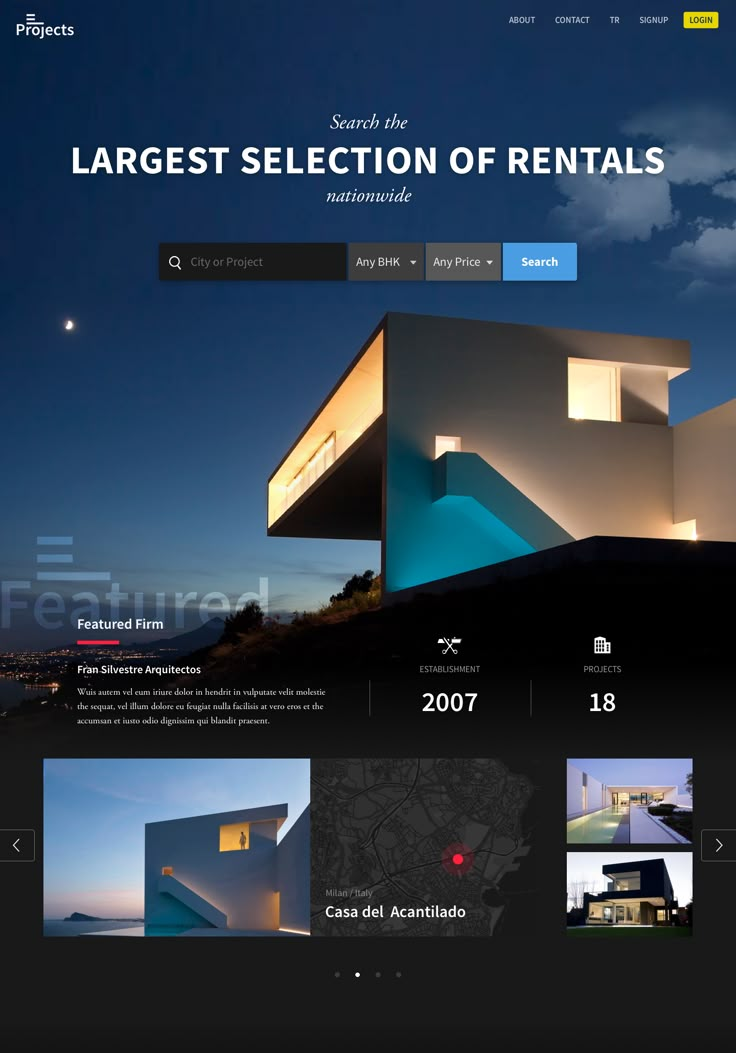 Projects
ABOUT CONTACT TR SIGNUP LOGIN
Search the
LARGEST SELECTION OF RENTALS
nationwide
City or Project Any BHK Any Price Search
Featured
Featured Firm
Fran Silvestre Arquitectos
Wuis autem vel eum iriure dolor in hendrit in vulputate velit molestie
the sequat, vel illum dolore eu feugiat nulla facilisis at vero eros et the
accumsan et iusto odio dignissim qui blandit praesent.
ESTABLISHMENT
2007
PROJECTS
18
Milan / Italy
Casa del Acantilado